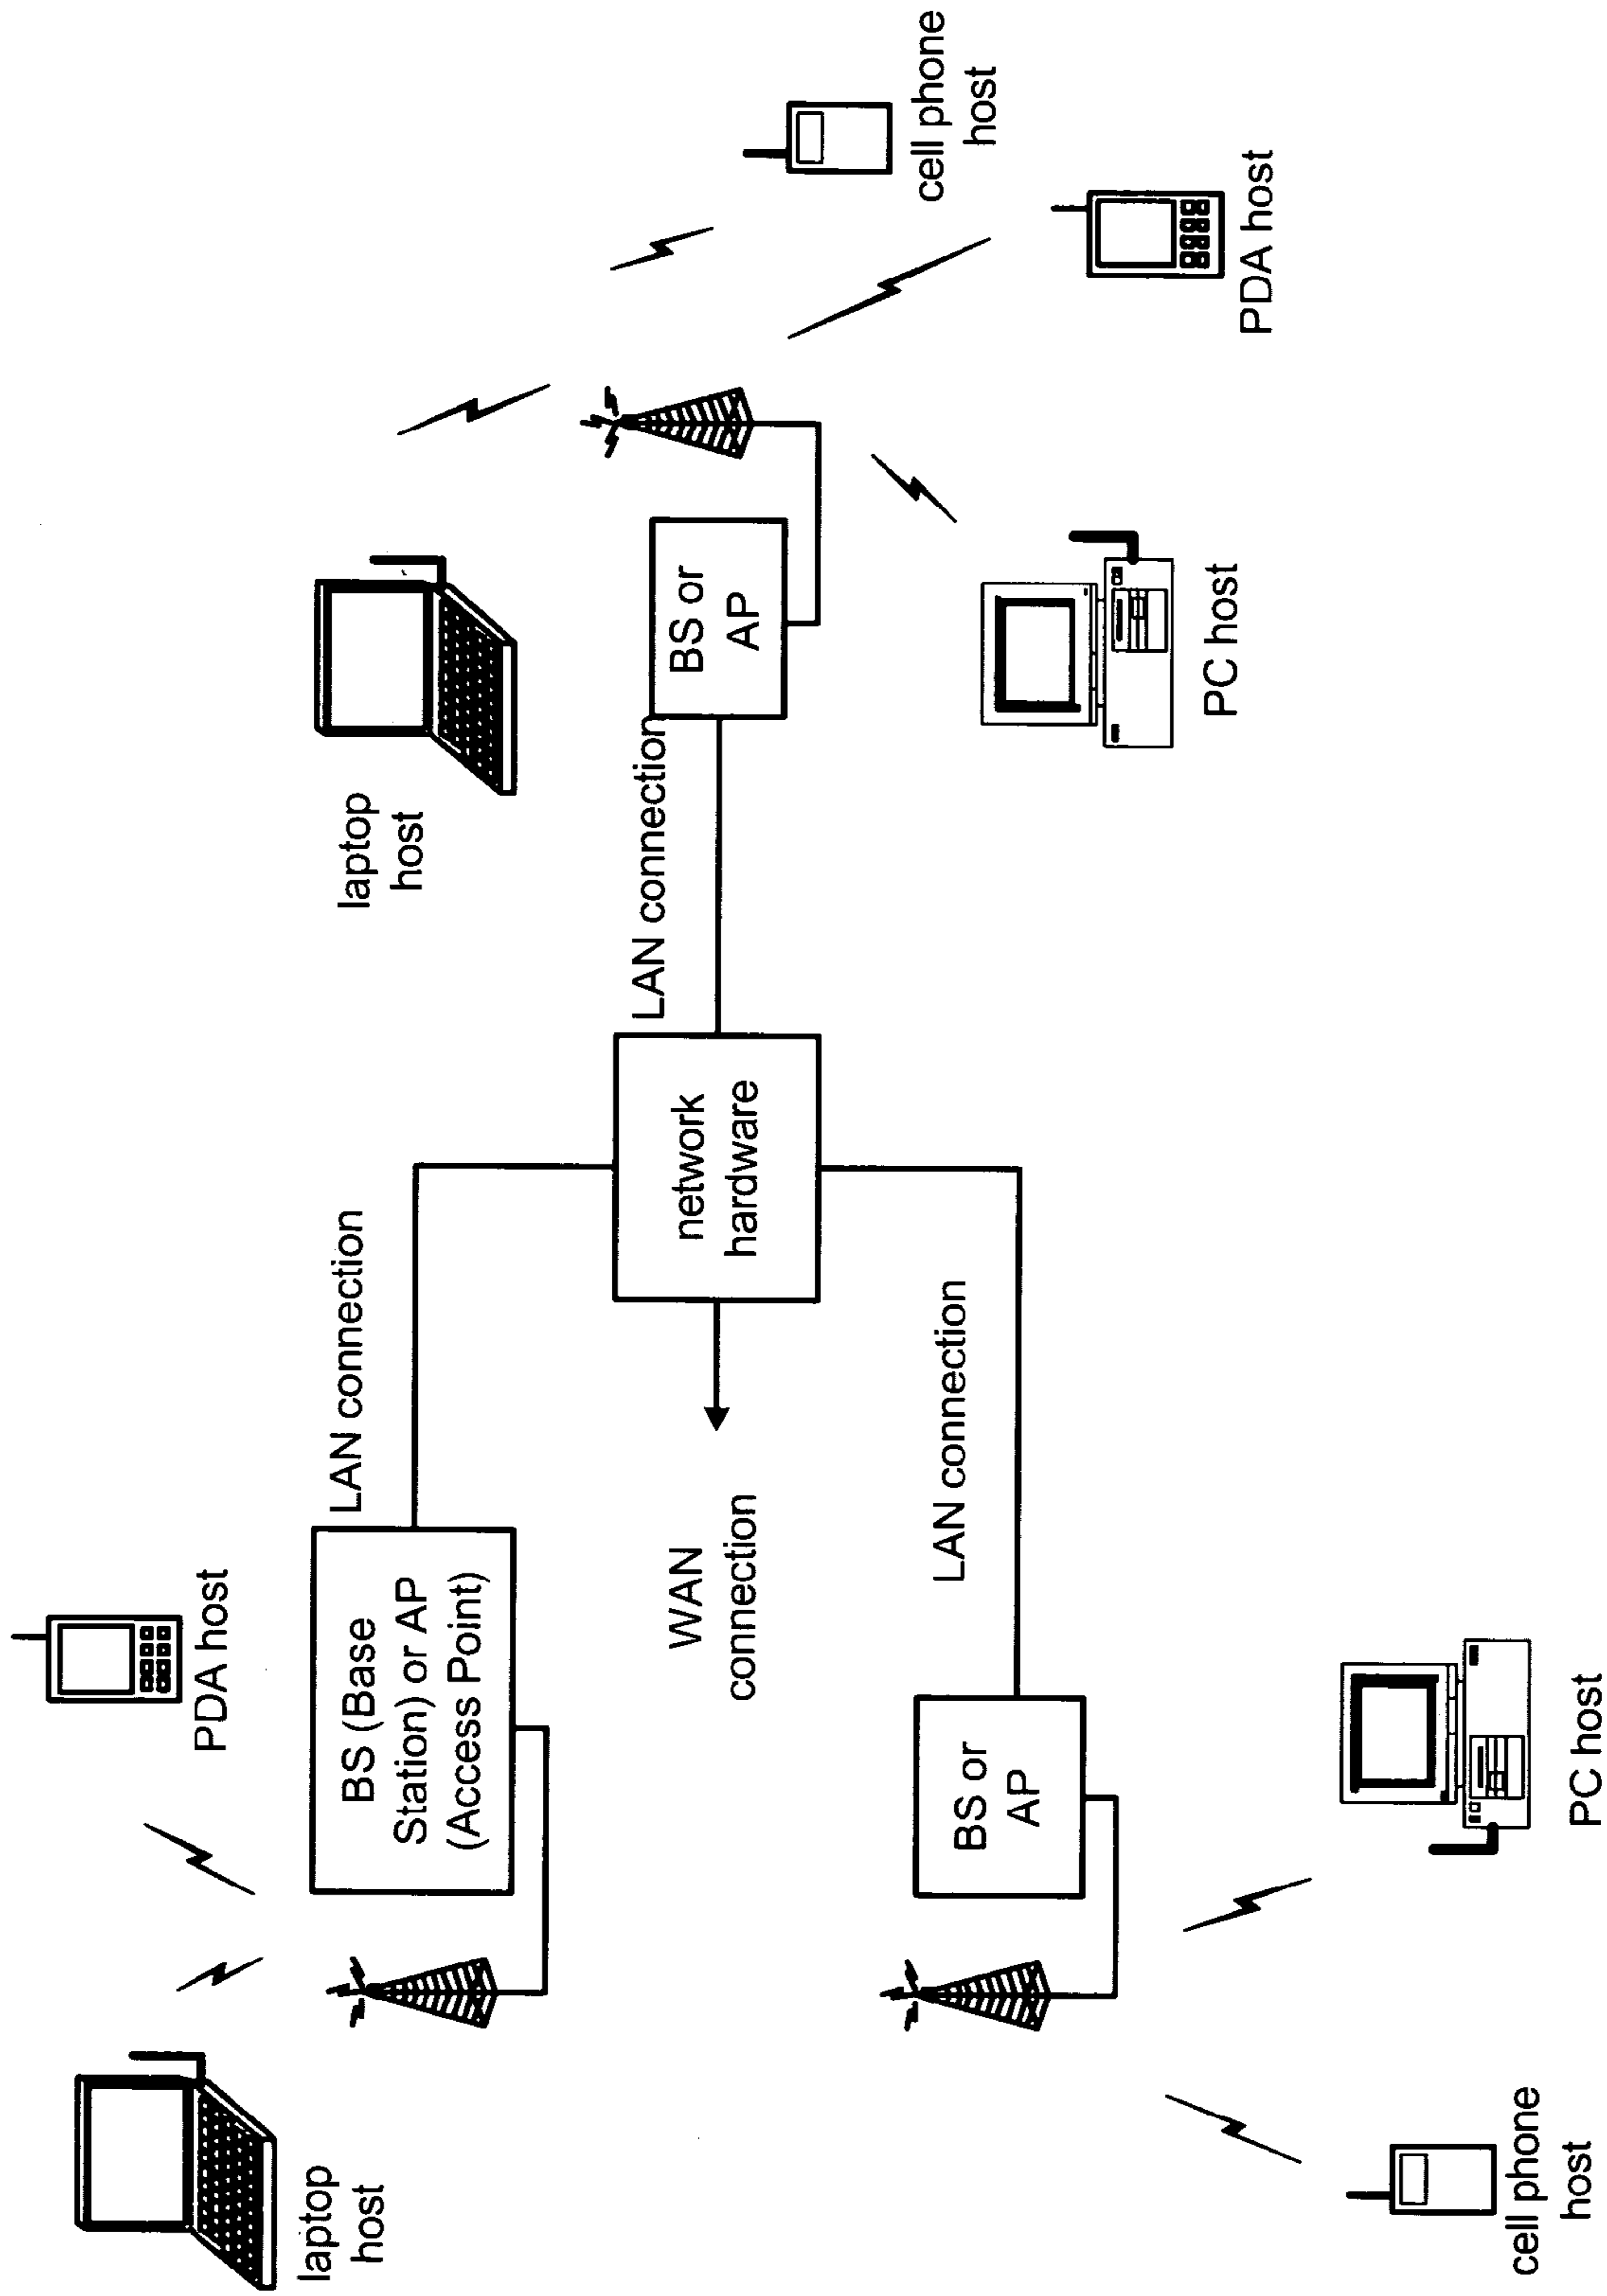 PDA host
laptop
host
BS (Base
Station) or AP
(Access Point)
LAN connection
laptop
host
WAN
connection
network
hardware
LAN connection
BS or
AP
cell phone
host
PDA host
BS or
AP
LAN connection
PC host
cell phone
host
PC host